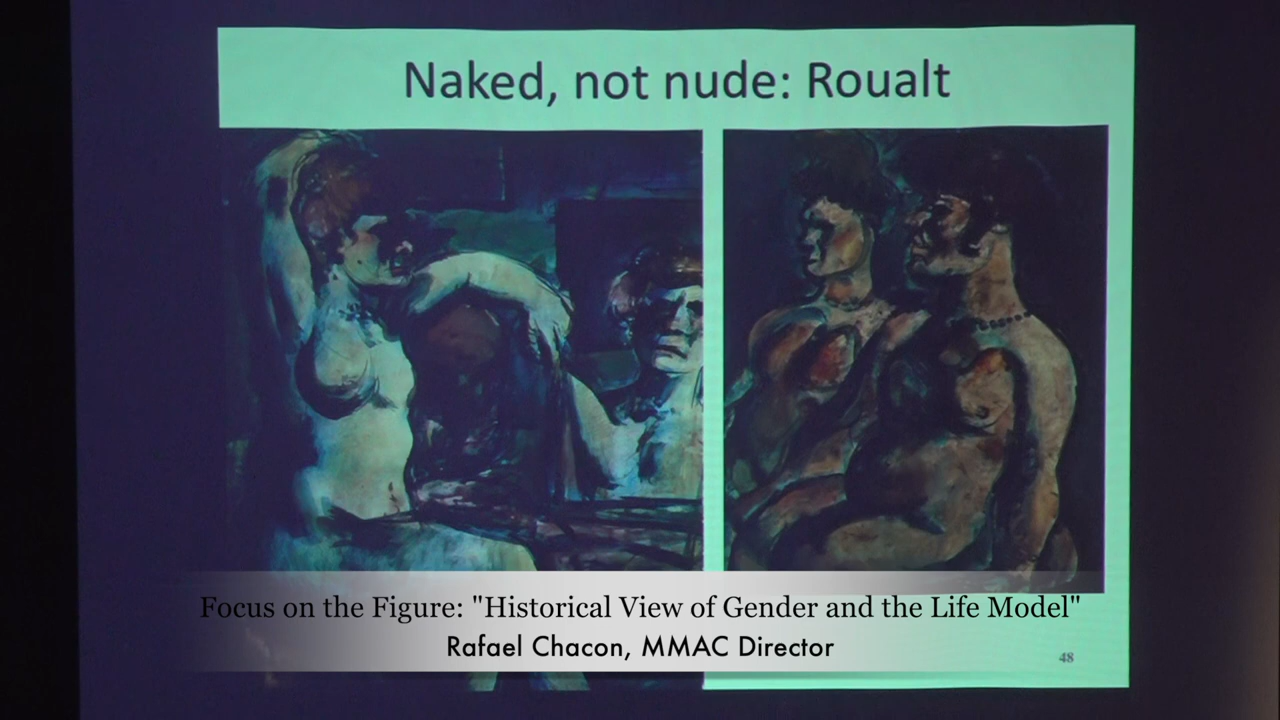 Naked, not nude: Roualt
Focus on the Figure: "Historical View of Gender and the Life Model"
Rafael Chacon, MMAC Director
48